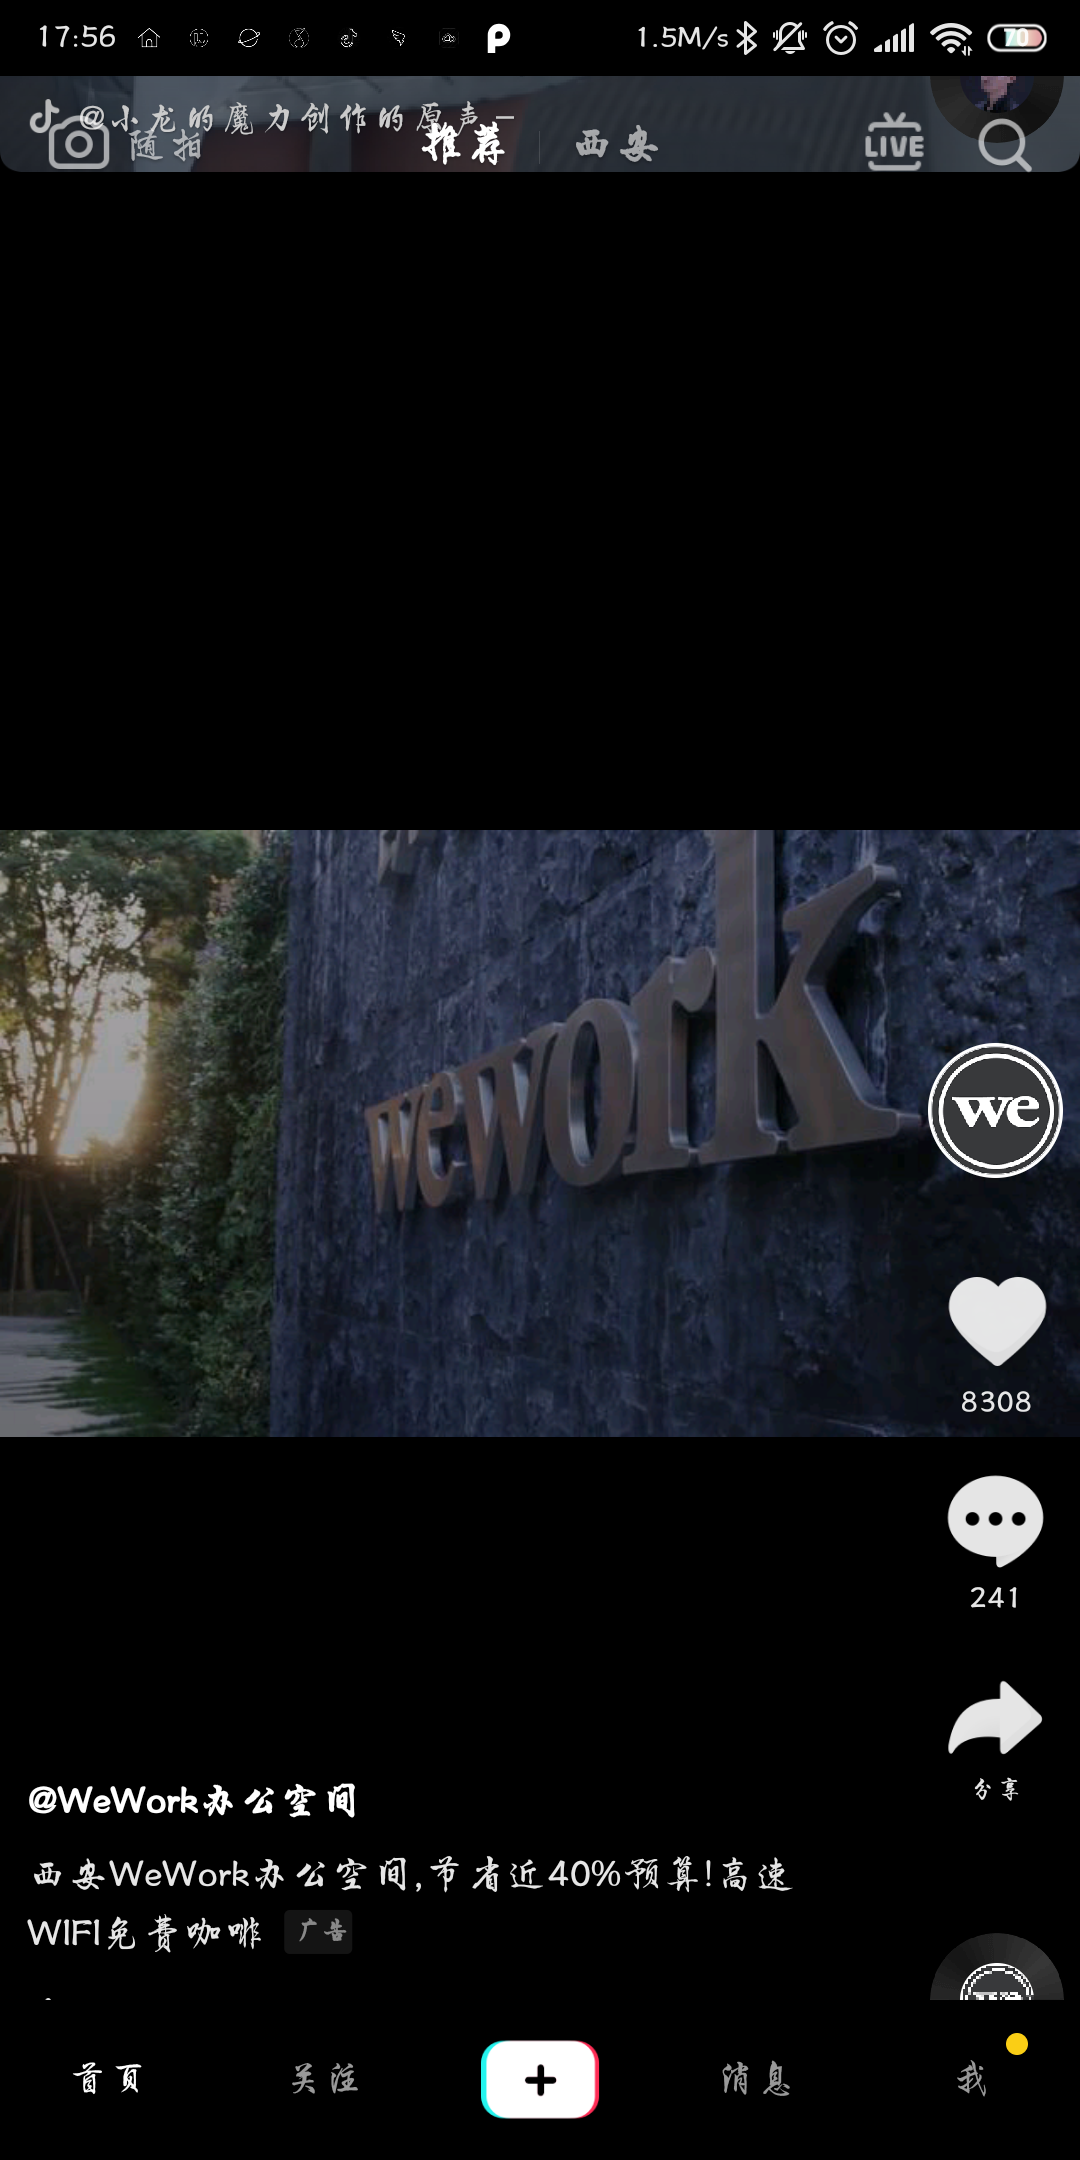 17:56
1.5M/s
70
@小龙的魔力创作的原声 –
随拍
推荐
西安
LIVE
wework
we
8308
241
分享
@WeWork办公空间
西安WeWork办公空间,节省近40%预算!高速
WIFI免费咖啡 广告
首页
关注
消息
我